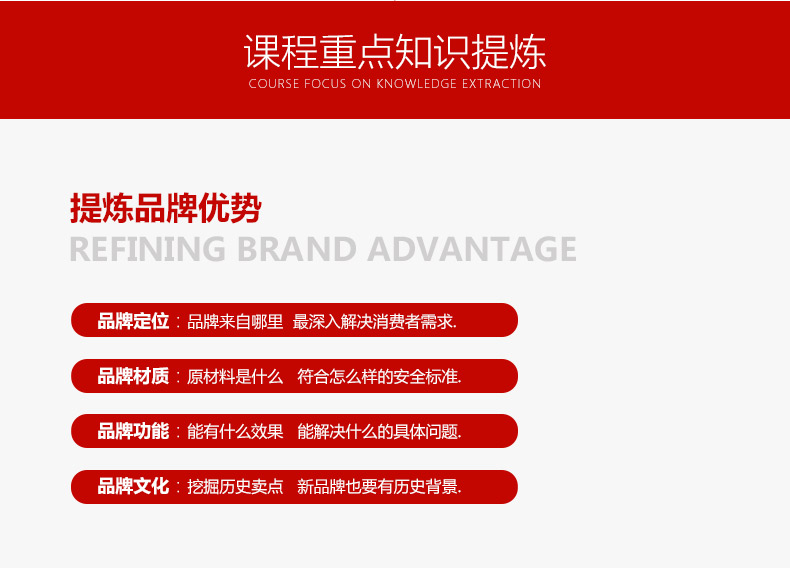 课程重点知识提炼
COURSE FOCUS ON KNOWLEDGE EXTRACTION
提炼品牌优势
REFINING BRAND ADVANTAGE
品牌定位：品牌来自哪里 最深入解决消费者需求.
品牌材质：原材料是什么 符合怎么样的安全标准.
品牌功能：能有什么效果 能解决什么的具体问题.
品牌文化：挖掘历史卖点 新品牌也要有历史背景.